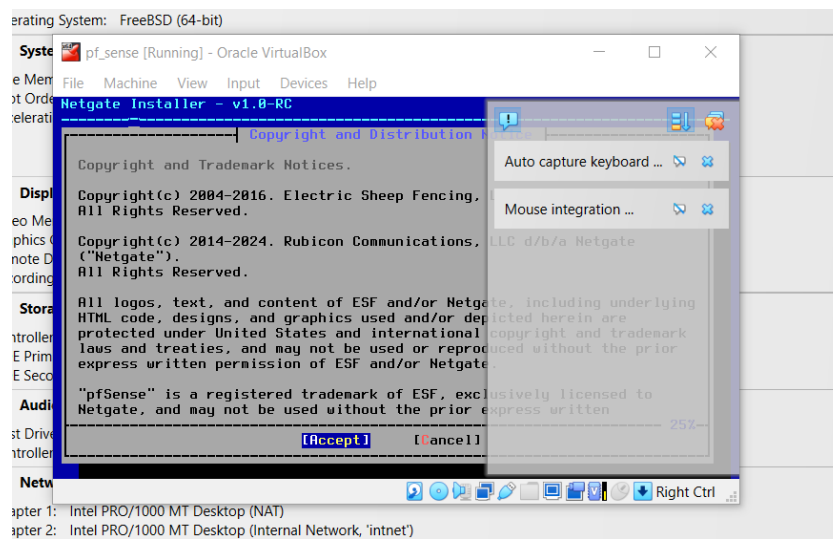 erating System: FreeBSD (64-bit)
Syste
pf_sense [Running] - Oracle VirtualBox
e Mem
File Machine View Input Devices Help
ot Orde
Netgate Installer - v1.0-RC
celerati
Copyright and Distribution N
Copyright and Trademark Notices.
Auto capture keyboard ...
Displ
Copyright(c) 2004-2016. Electric Sheep Fencing, L
All Rights Reserved.
Mouse integration ...
eo Me
phics C
Copyright(c) 2014-2024. Rubicon Communications, LLC d/b/a Netgate
("Netgate").
mote D
All Rights Reserved.
cording
Stora
All logos, text, and content of ESF and/or Netgate, including underlying
HTML code, designs, and graphics used and/or depicted herein are
ntroller
protected under United States and international copyright and trademark
laws and treaties, and may not be used or reproduced without the prior
E Prim
express written permission of ESF and/or Netgate.
E Seco
"pfSense" is a registered trademark of ESF, exclusively licensed to
Audi
Netgate, and may not be used without the prior express written
25%
st Drive
[Accept] [Cancel]
ntroller
Netw
Right Ctrl
apter 1: Intel PRO/1000 MT Desktop (NAT)
apter 2: Intel PRO/1000 MT Desktop (Internal Network, 'intnet')